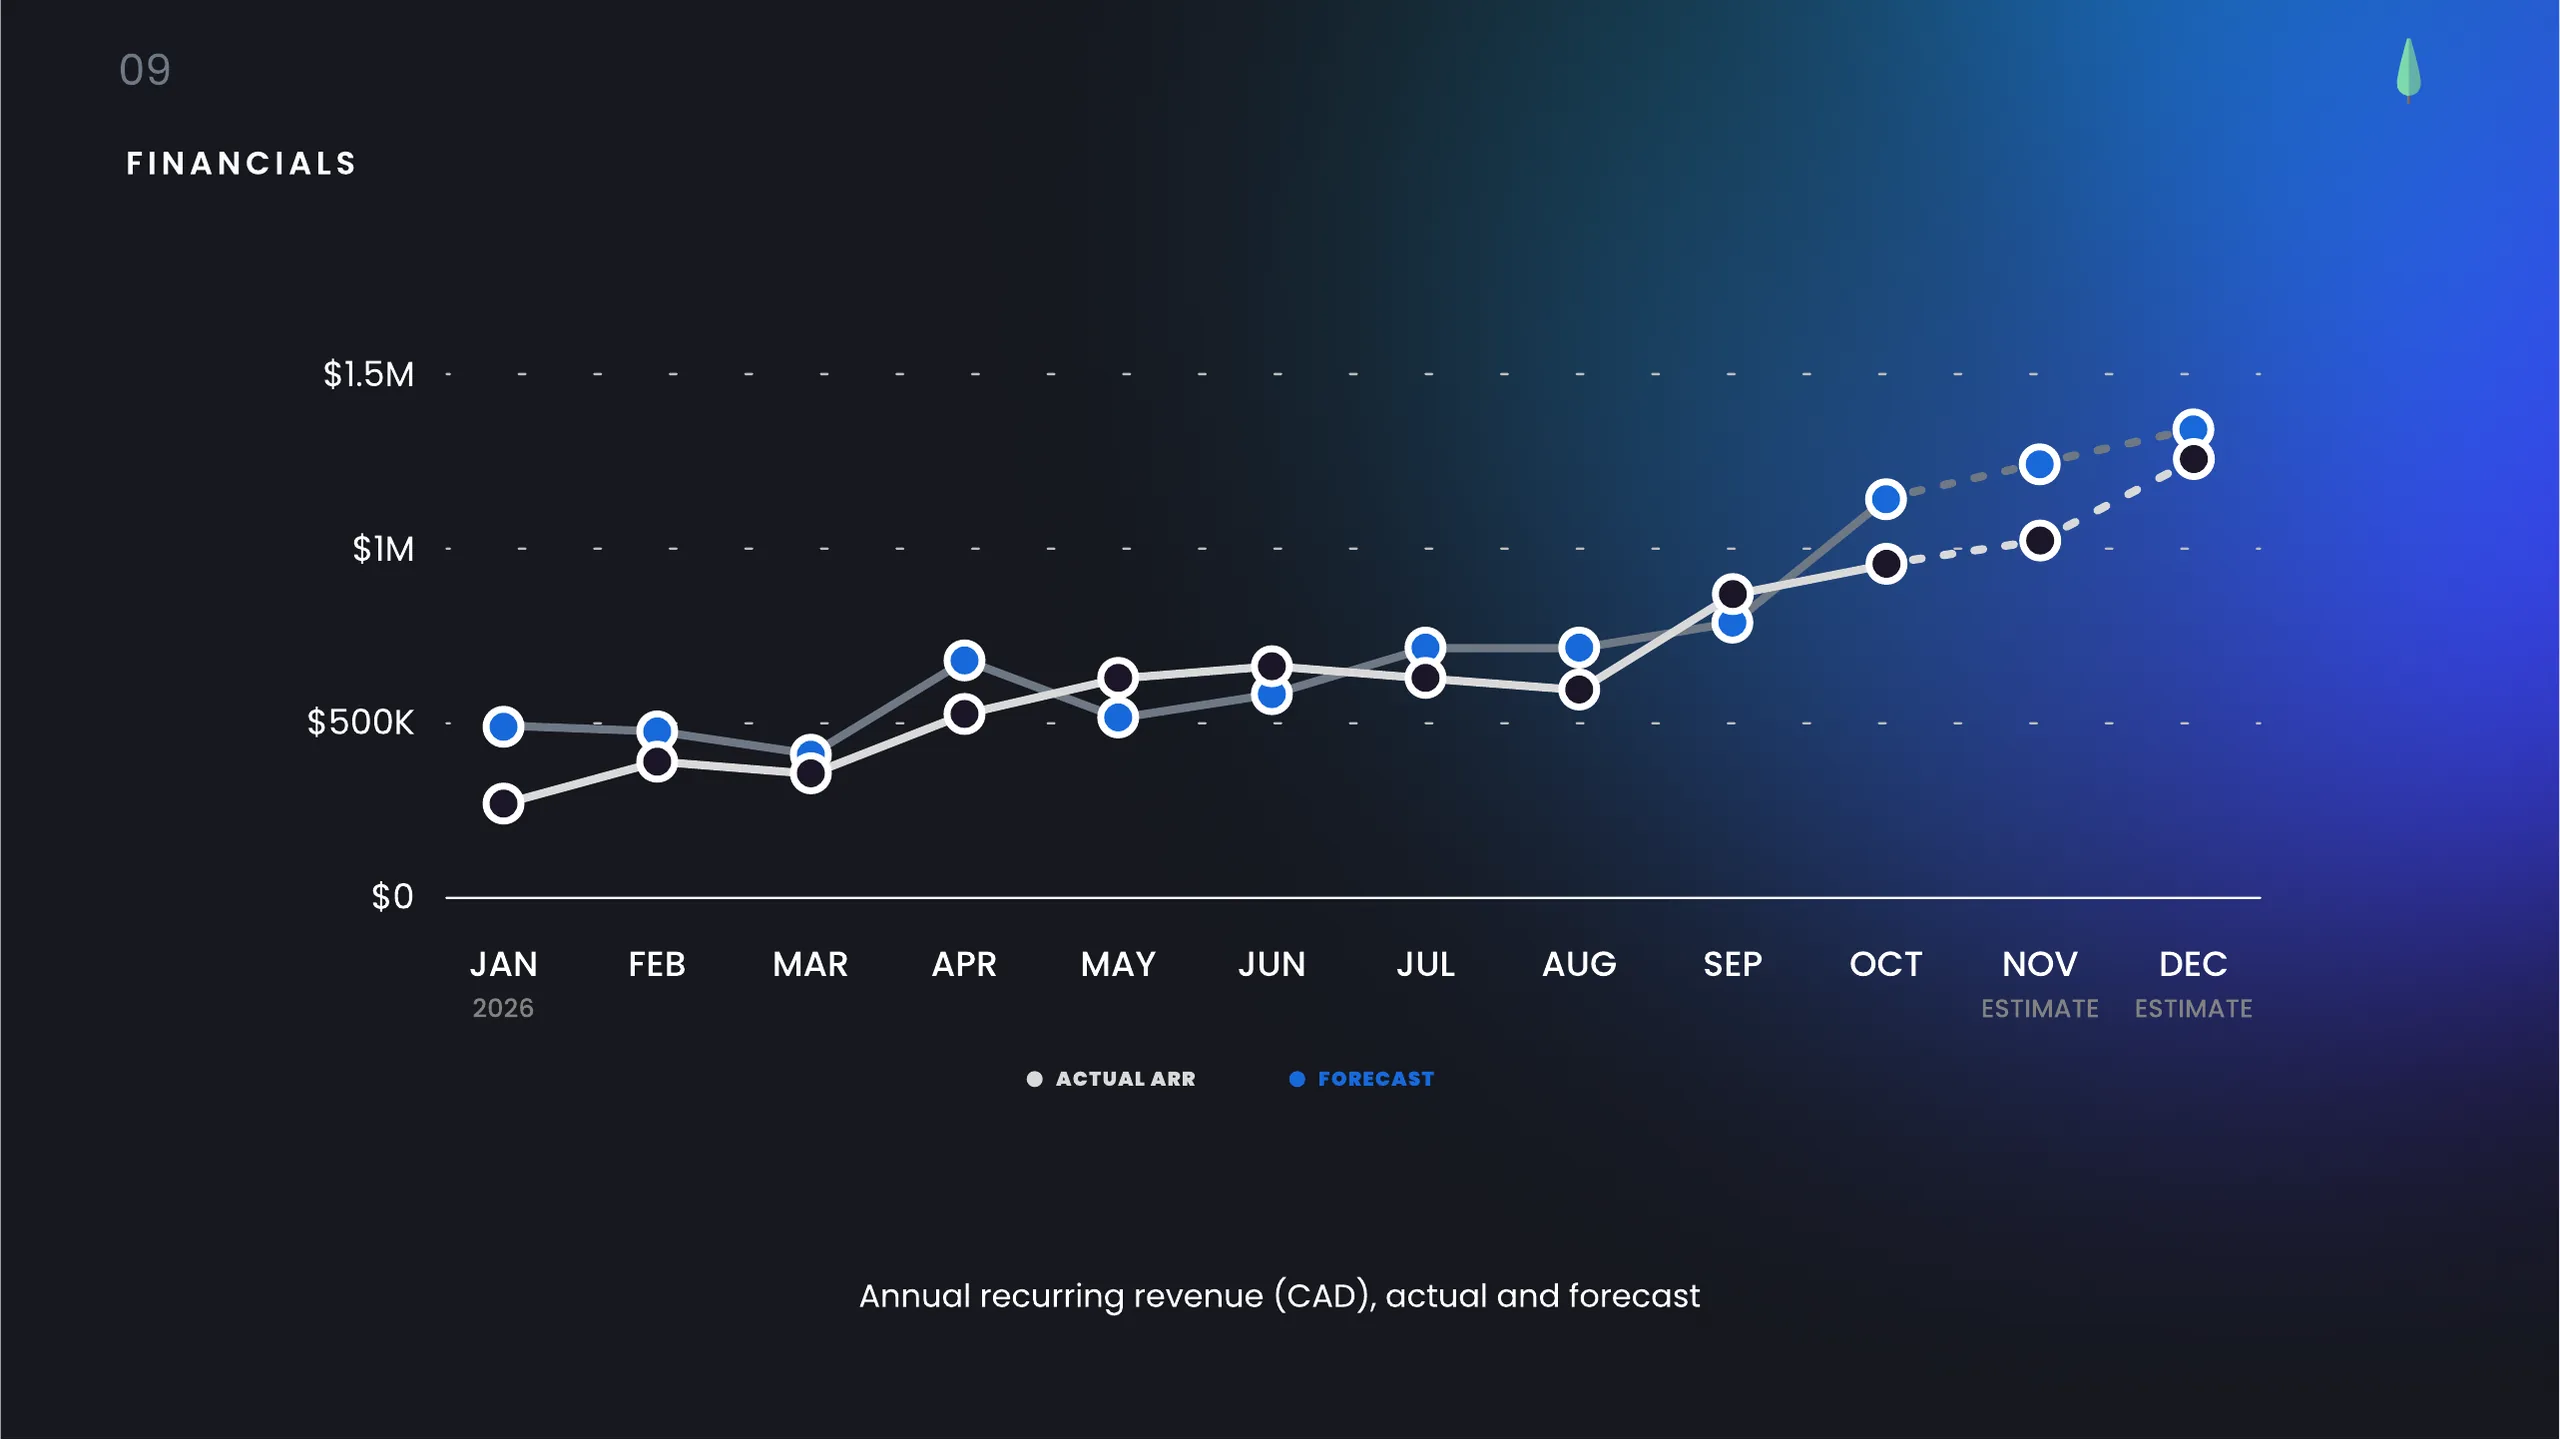 09
FINANCIALS
$1.5M
$1M
$500K
$0
JAN FEB MAR APR MAY JUN JUL AUG SEP OCT NOV DEC
2026 ESTIMATE ESTIMATE
ACTUAL ARR FORECAST
Annual recurring revenue (CAD), actual and forecast